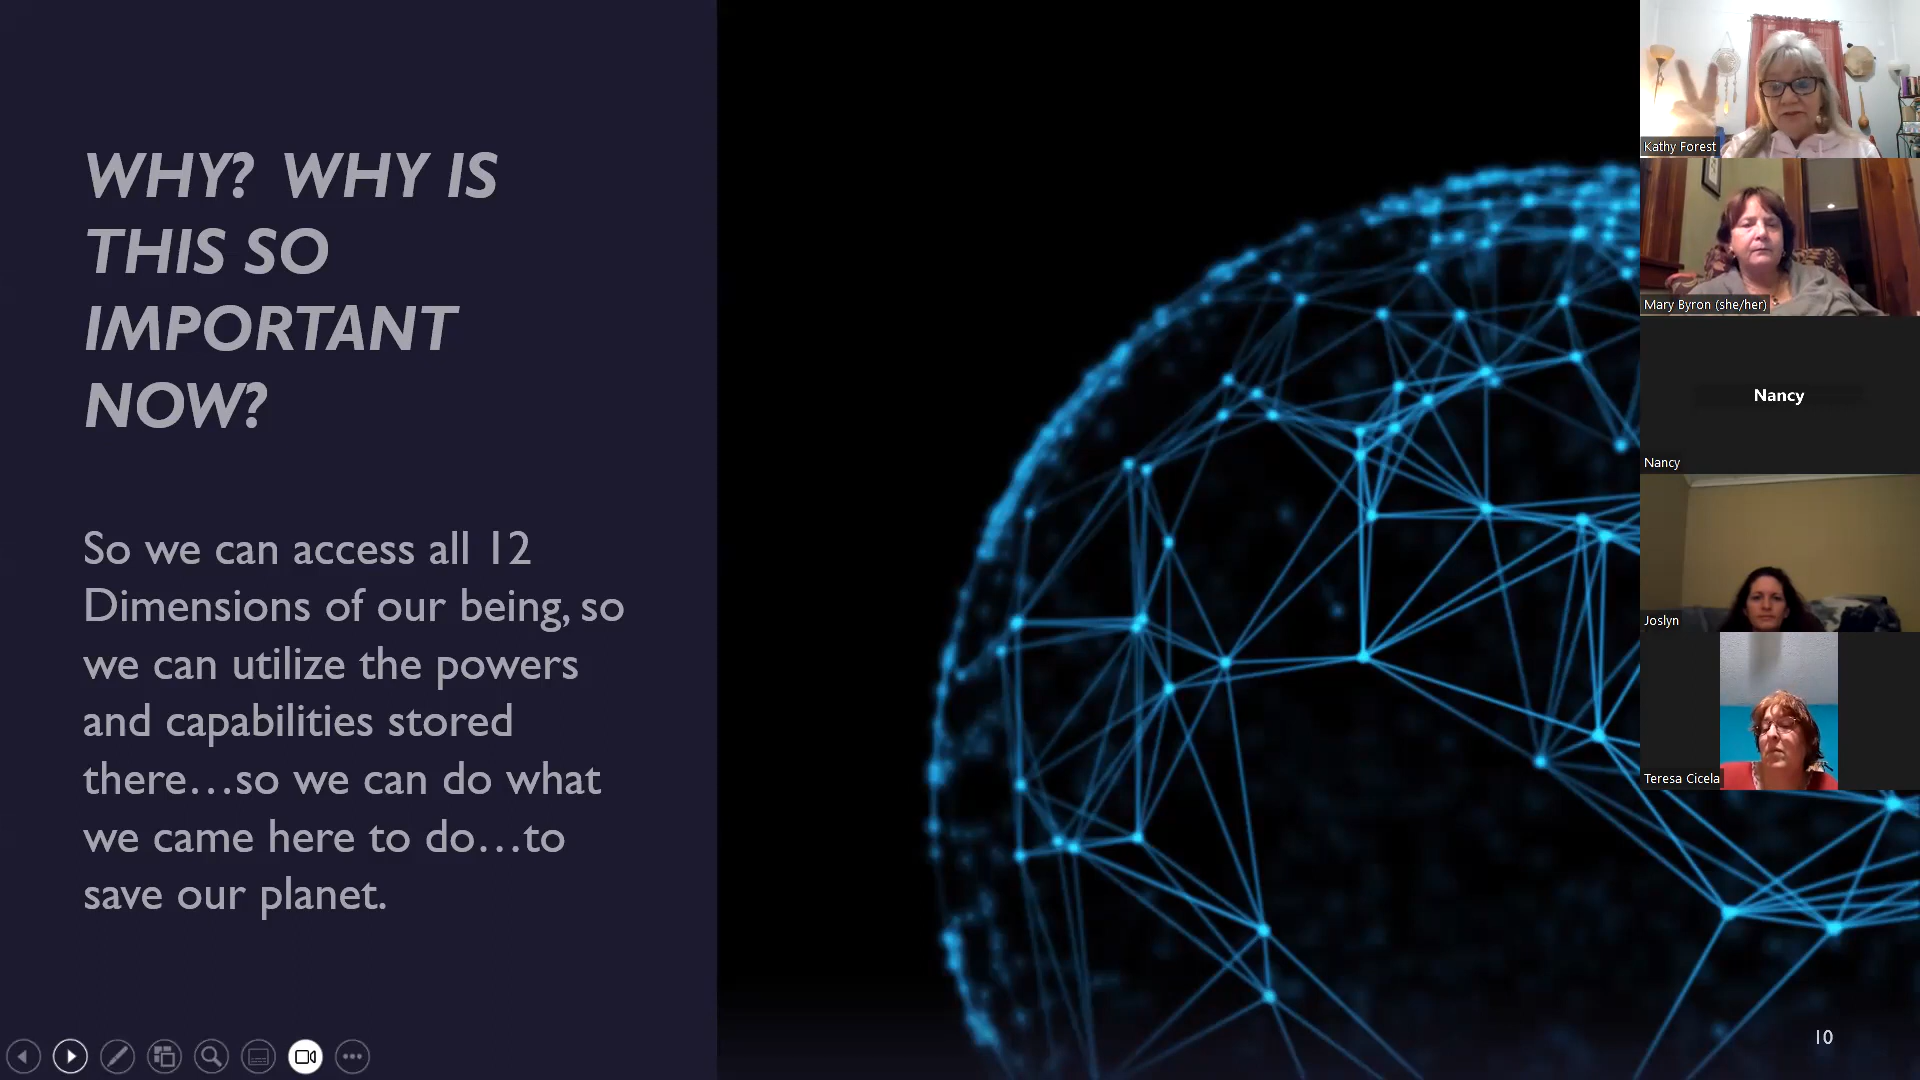 WHY? WHY IS
THIS SO
IMPORTANT
NOW?
So we can access all 12
Dimensions of our being, so
we can utilize the powers
and capabilities stored
there...so we can do what
we came here to do...to
save our planet.
10
Kathy Forest
Mary Byron (she/her)
Nancy
Nancy
Joslyn
Teresa Cicela